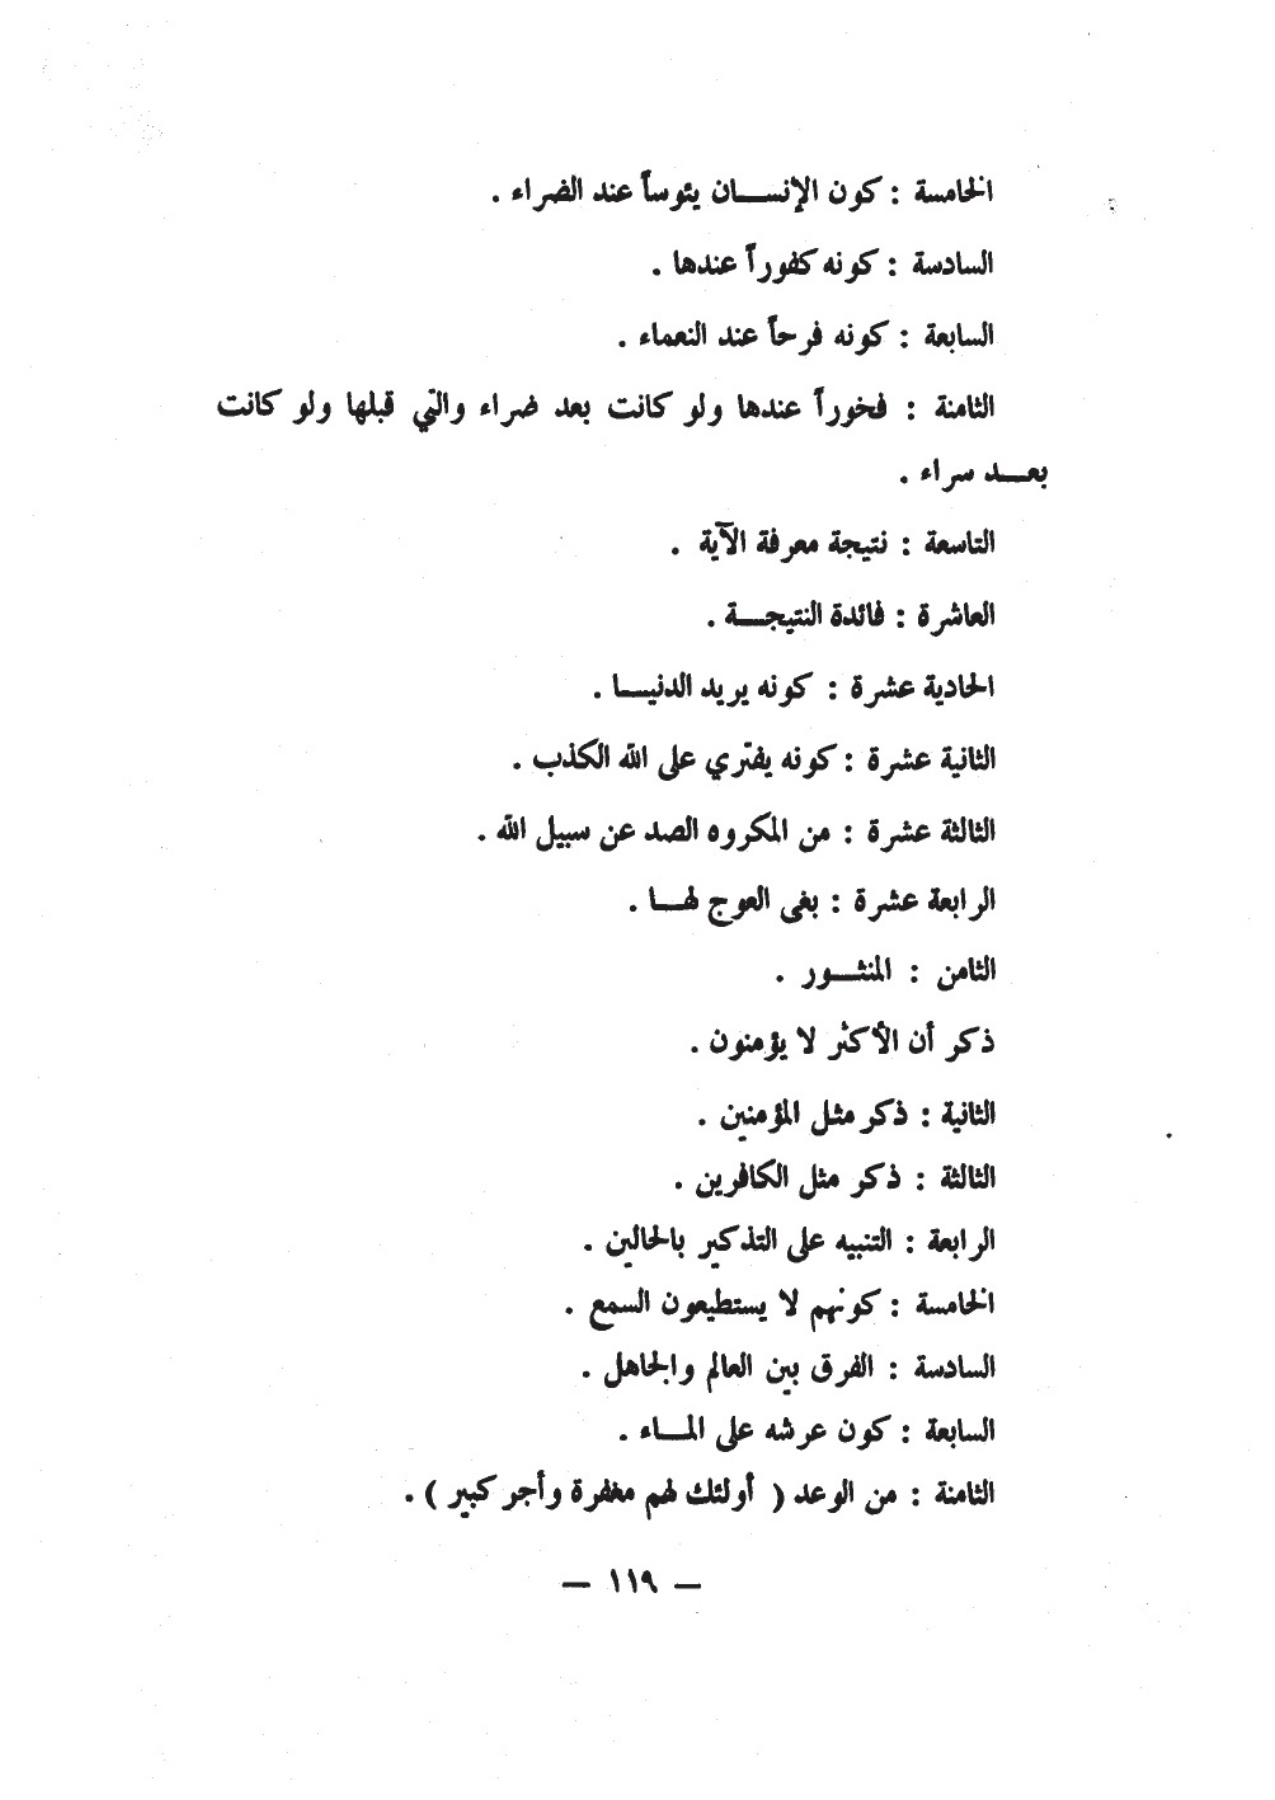 الخامسة : كون الإنسان يئوساً عند الضراء .
السادسة : كونه كفوراً عندها .
السابعة : كونه فرحاً عند النعماء .
الثامنة : فخوراً عندها ولو كانت بعد ضراء والتي قبلها ولو كانت
بعد سراء .
التاسعة : نتيجة معرفة الآية .
العاشرة : فائدة النتيجة .
الحادية عشرة : كونه يريد الدنيا .
الثانية عشرة : كونه يفتري على الله الكذب .
الثالثة عشرة : من المكروه الصد عن سبيل الله .
الرابعة عشرة : بغى العوج لها .
الثامن : المنثور .
ذكر أن الأكثر لا يؤمنون .
الثانية : ذكر مثل المؤمنين .
الثالثة : ذكر مثل الكافرين .
الرابعة : التنبيه على التذكير بالحالين .
الخامسة : كونهم لا يستطيعون السمع .
السادسة : الفرق بين العالم والجاهل .
السابعة : كون عرشه على الماء .
الثامنة : من الوعد ( أولئك لهم مغفرة وأجر كبير ) .
— ١١٩ —